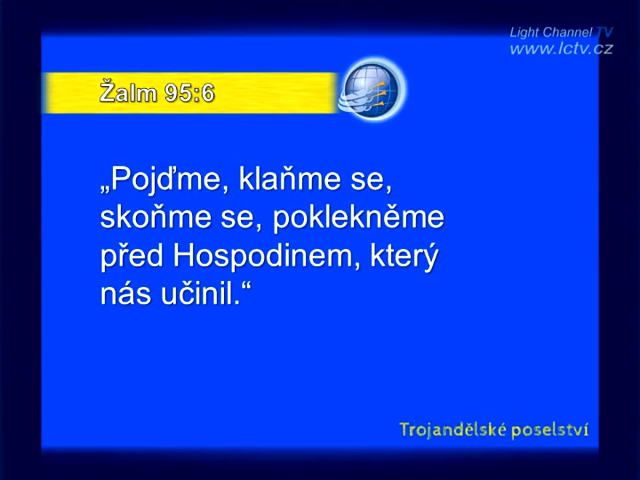 Light Channel TV
www.lctv.cz
Žalm 95:6
„Pojďme, klaňme se,
skoňme se, poklekněme
před Hospodinem, který
nás učinil.“
Trojandělské poselství